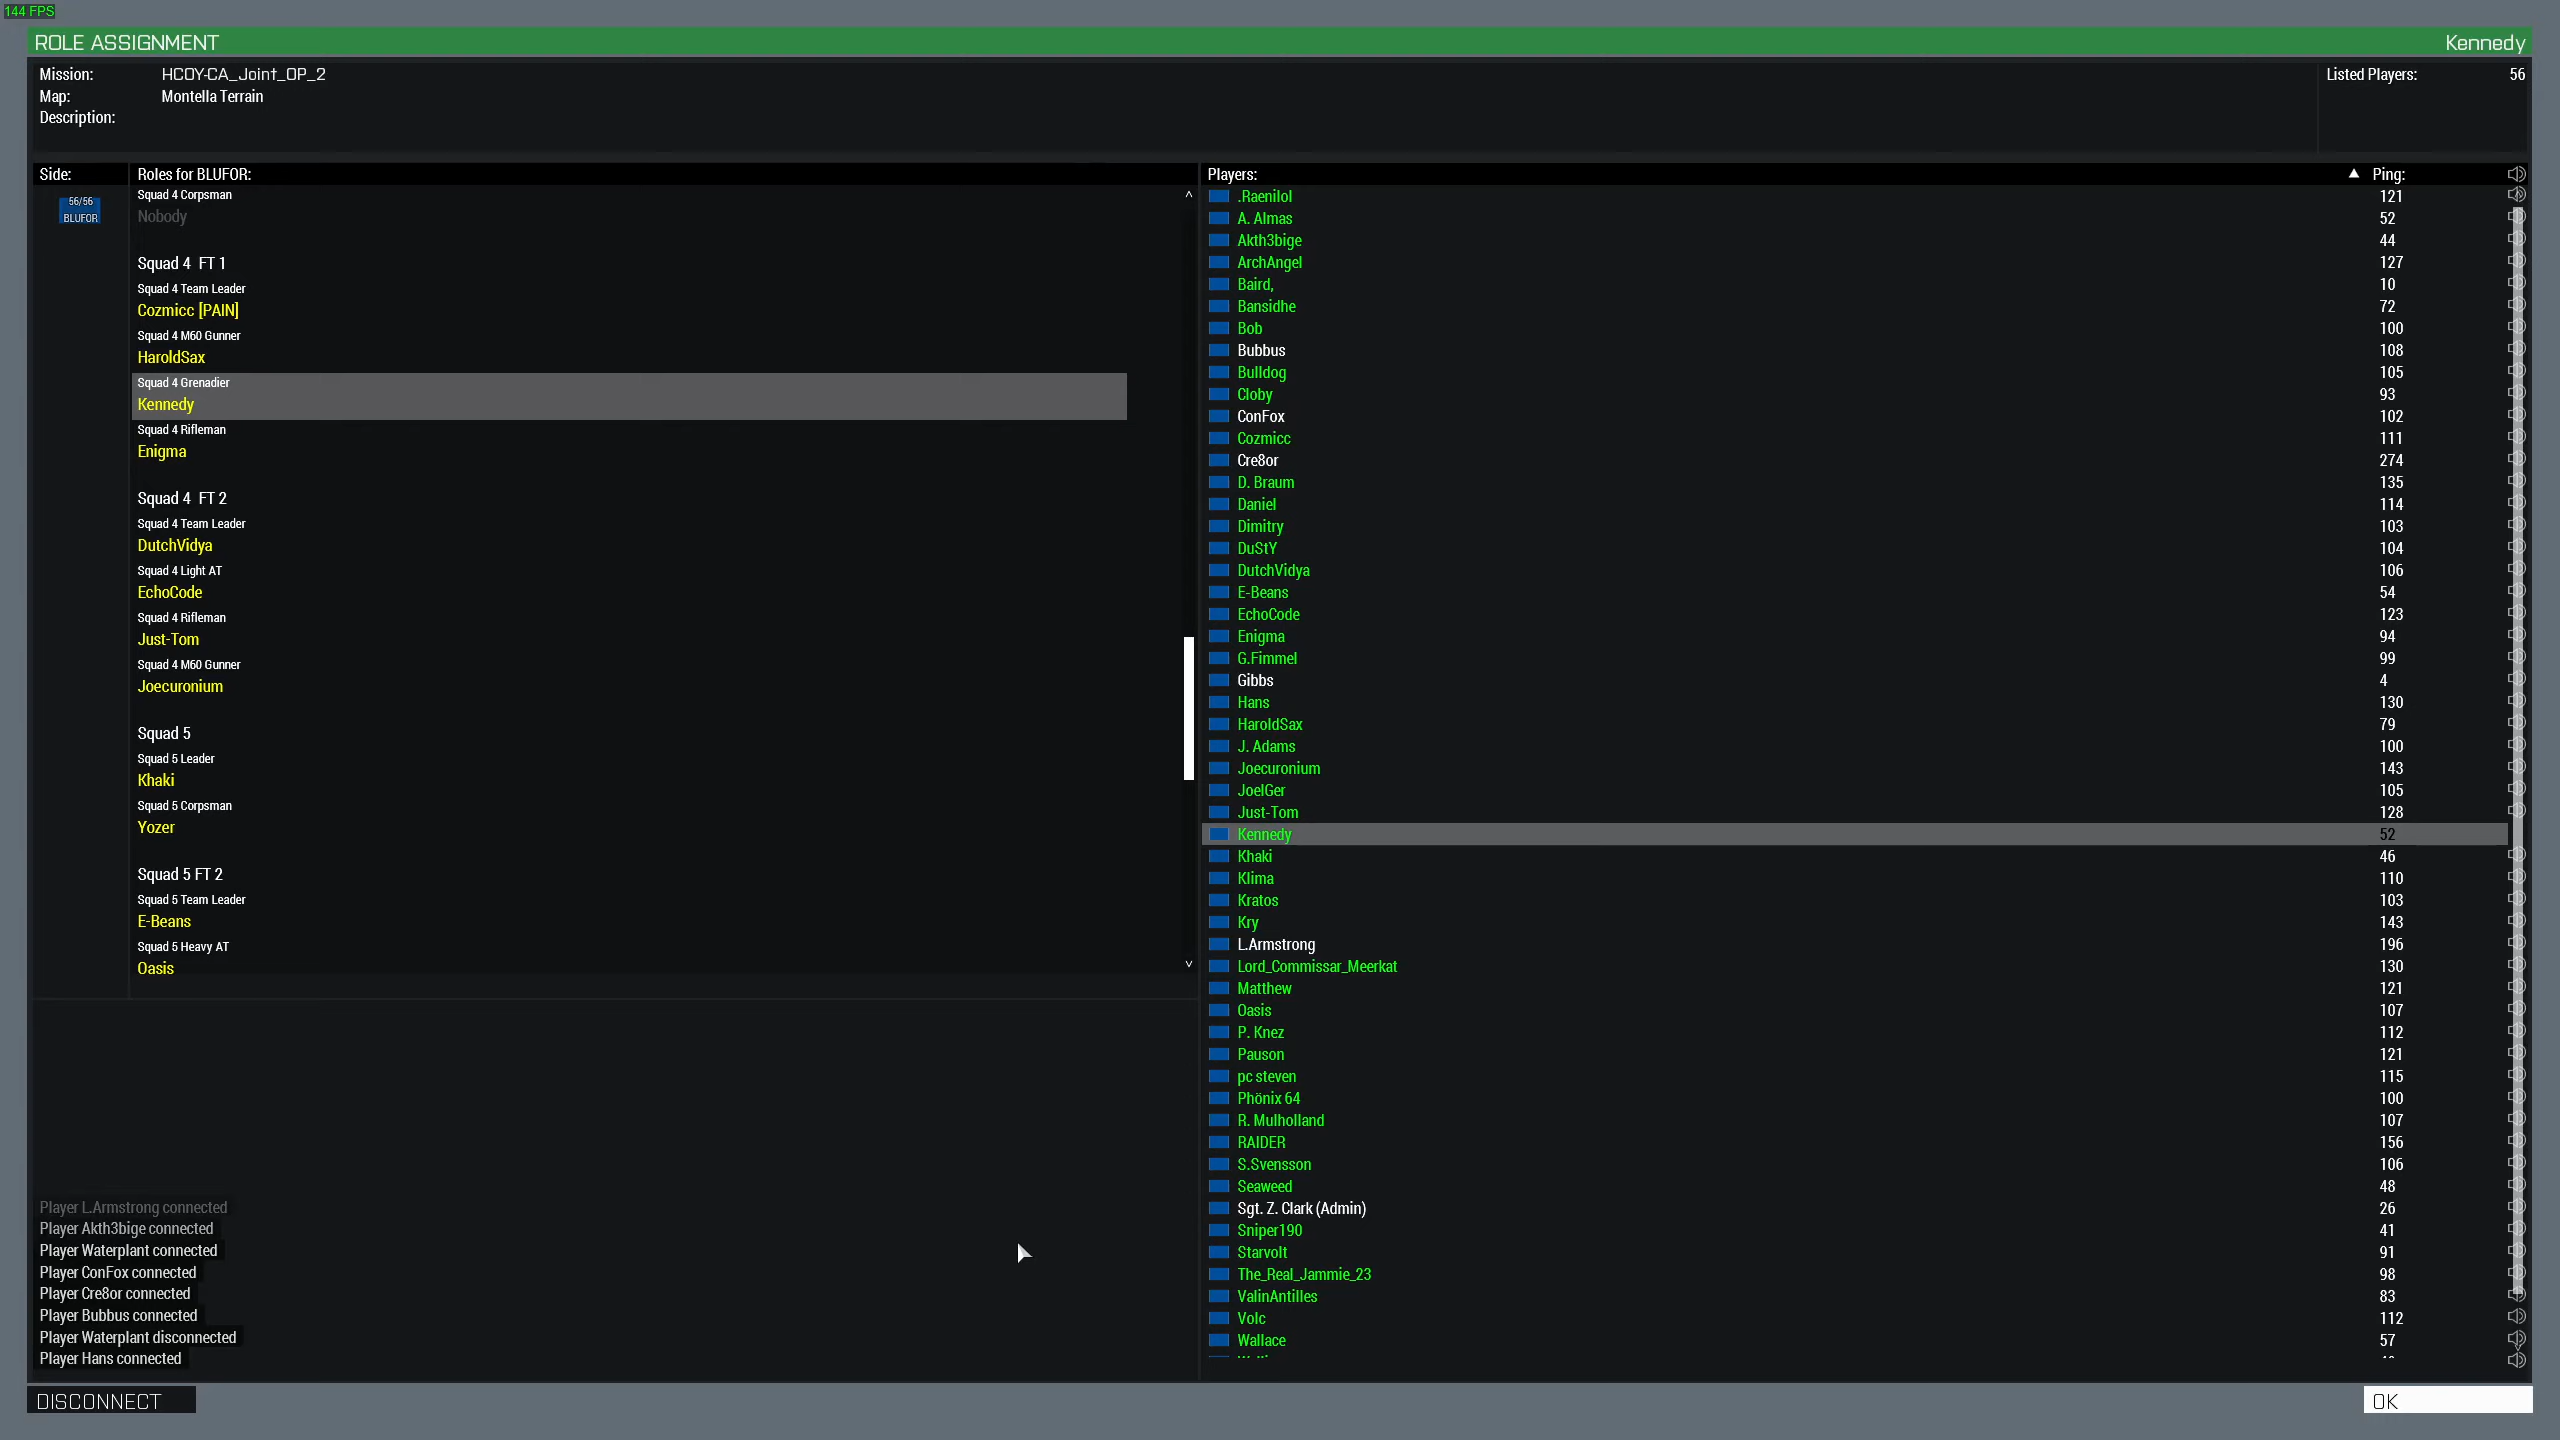 144 FPS
ROLE ASSIGNMENT
Kennedy
Mission: HCOY-CA_Joint_OP_2
Map: Montella Terrain
Description:
Listed Players: 56
Side:
56/56
BLUFOR
Roles for BLUFOR:
Squad 4 Corpsman
Nobody
Squad 4 FT 1
Squad 4 Team Leader
Cozmicc [PAIN]
Squad 4 M60 Gunner
HaroldSax
Squad 4 Grenadier
Kennedy
Squad 4 Rifleman
Enigma
Squad 4 FT 2
Squad 4 Team Leader
DutchVidya
Squad 4 Light AT
EchoCode
Squad 4 Rifleman
Just-Tom
Squad 4 M60 Gunner
Joecuronium
Squad 5
Squad 5 Leader
Khaki
Squad 5 Corpsman
Yozer
Squad 5 FT 2
Squad 5 Team Leader
E-Beans
Squad 5 Heavy AT
Oasis
Player L.Armstrong connected
Player Akth3bige connected
Player Waterplant connected
Player ConFox connected
Player Cre8or connected
Player Bubbus connected
Player Waterplant disconnected
Player Hans connected
Players: Ping:
.Raenilol 121
A. Almas 52
Akth3bige 44
ArchAngel 127
Baird, 10
Bansidhe 72
Bob 100
Bubbus 108
Bulldog 105
Cloby 93
ConFox 102
Cozmicc 111
Cre8or 274
D. Braum 135
Daniel 114
Dimitry 103
DuStY 104
DutchVidya 106
E-Beans 54
EchoCode 123
Enigma 94
G.Fimmel 99
Gibbs 4
Hans 130
HaroldSax 79
J. Adams 100
Joecuronium 143
JoelGer 105
Just-Tom 128
Kennedy 52
Khaki 46
Klima 110
Kratos 103
Kry 143
L.Armstrong 196
Lord_Commissar_Meerkat 130
Matthew 121
Oasis 107
P. Knez 112
Pauson 121
pc steven 115
Phönix 64 100
R. Mulholland 107
RAIDER 156
S.Svensson 106
Seaweed 48
Sgt. Z. Clark (Admin) 26
Sniper190 41
Starvolt 91
The_Real_Jammie_23 98
ValinAntilles 83
Volc 112
Wallace 57
DISCONNECT
OK